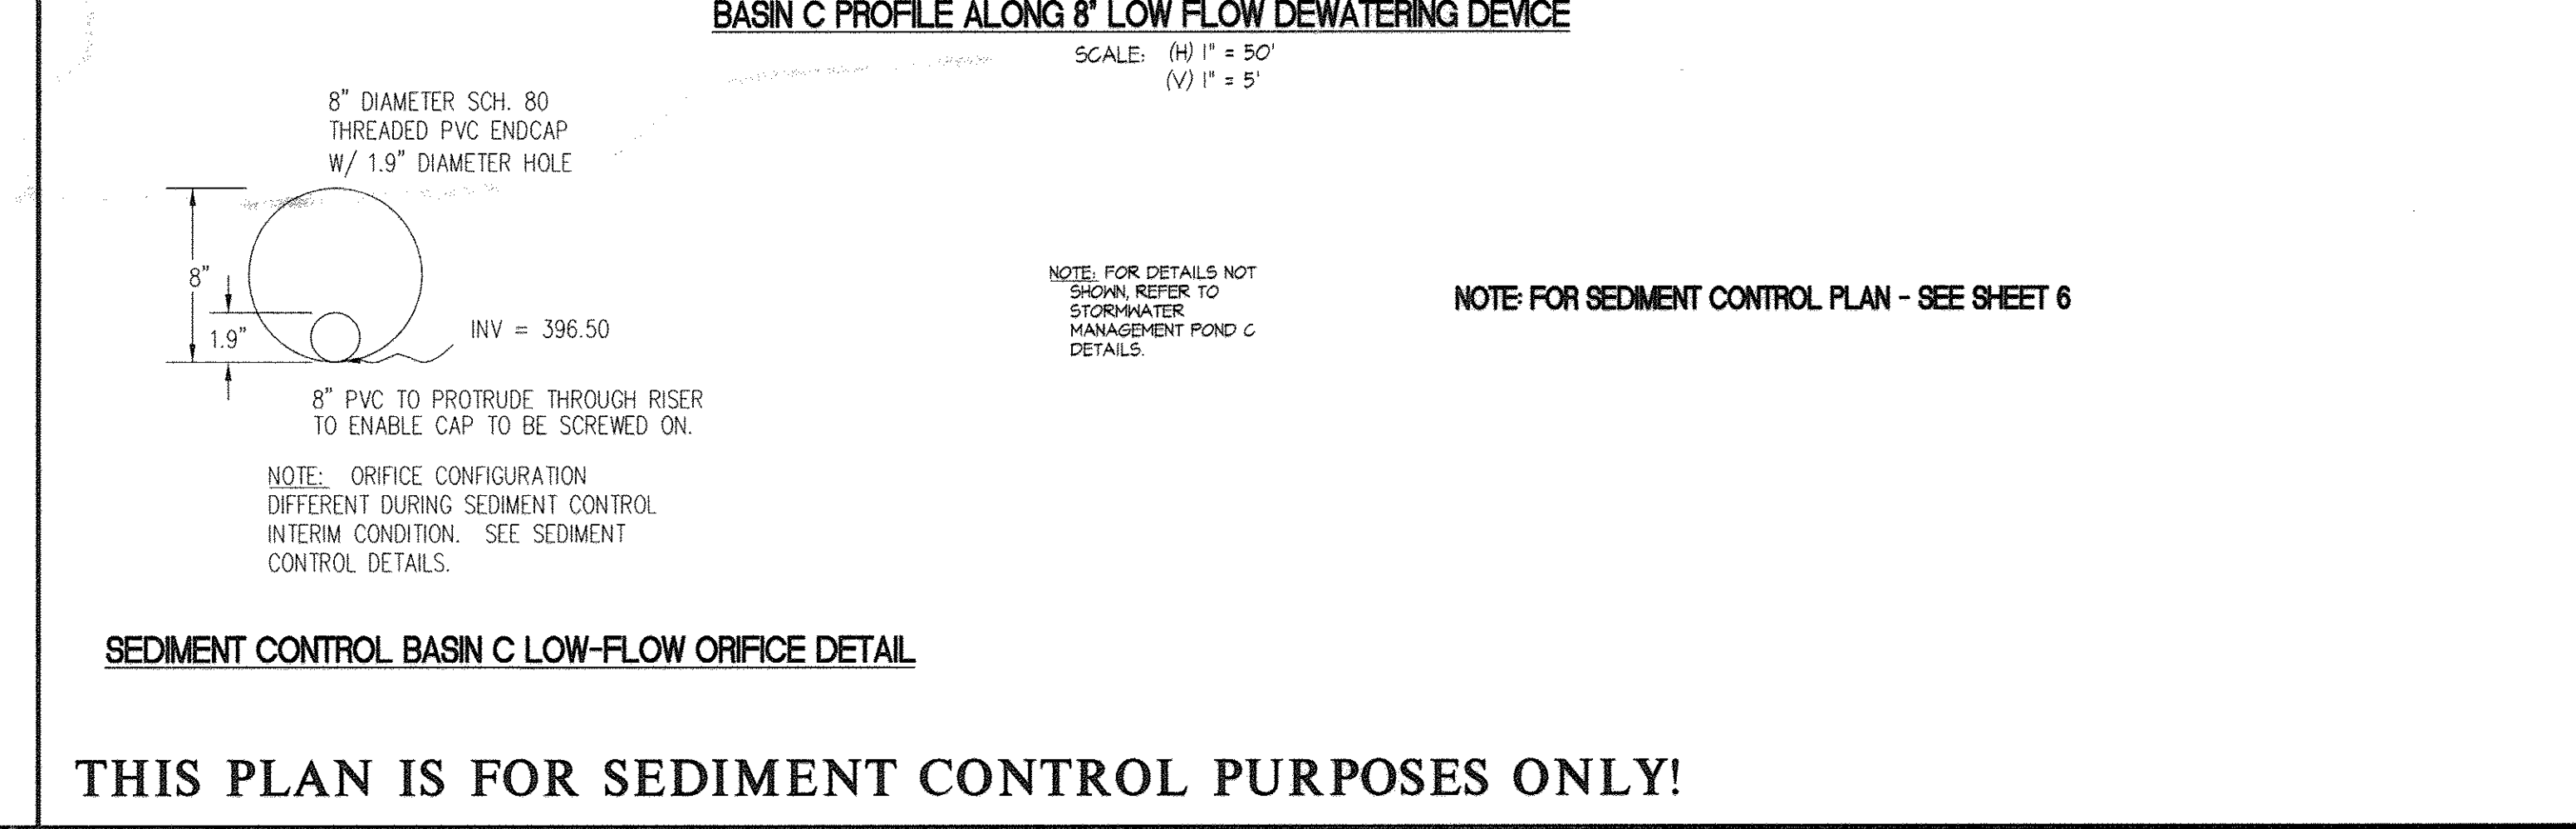 BASIN C PROFILE ALONG 8" LOW FLOW DEWATERING DEVICE
SCALE: (H) 1" = 50'
(V) 1" = 5'
8" DIAMETER SCH. 80
THREADED PVC ENDCAP
W/ 1.9" DIAMETER HOLE
8"
1.9"
INV = 396.50
8" PVC TO PROTRUDE THROUGH RISER
TO ENABLE CAP TO BE SCREWED ON.
NOTE: ORIFICE CONFIGURATION
DIFFERENT DURING SEDIMENT CONTROL
INTERIM CONDITION. SEE SEDIMENT
CONTROL DETAILS.
SEDIMENT CONTROL BASIN C LOW-FLOW ORIFICE DETAIL
NOTE: FOR DETAILS NOT
SHOWN, REFER TO
STORMWATER
MANAGEMENT POND C
DETAILS.
NOTE: FOR SEDIMENT CONTROL PLAN - SEE SHEET 6
THIS PLAN IS FOR SEDIMENT CONTROL PURPOSES ONLY!